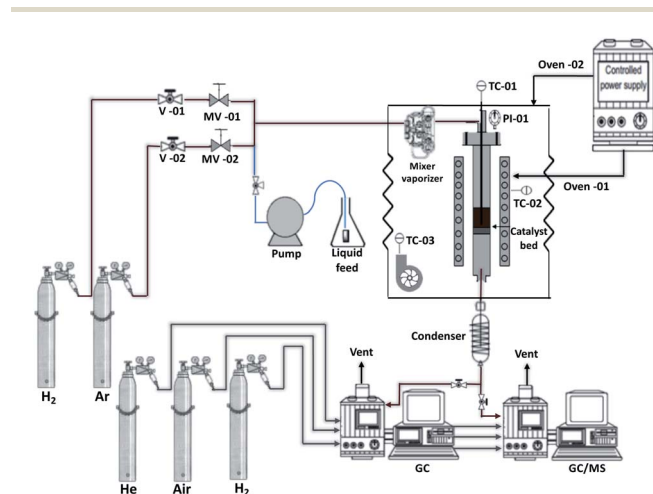 Oven -02
Controlled
power supply
TC-01
PI-01
V -01
MV -01
V -02
MV -02
Mixer
vaporizer
Oven -01
TC-02
Catalyst
bed
TC-03
Pump
Liquid
feed
Condenser
H₂
Ar
Vent
Vent
He
Air
H₂
GC
GC/MS